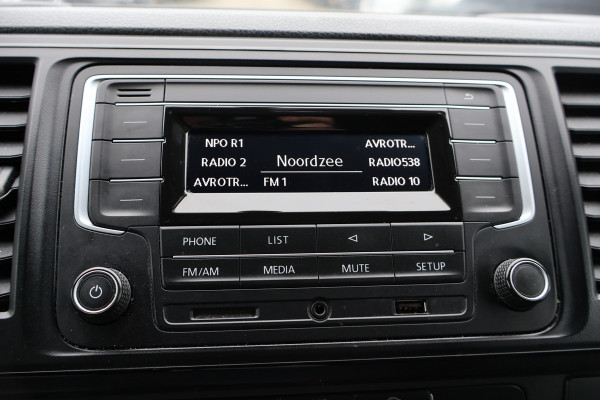 NPO R1 AVROTR...
RADIO 2 Noordzee RADIO538
AVROTR... FM 1 RADIO 10
PHONE LIST
FM/AM MEDIA MUTE SETUP